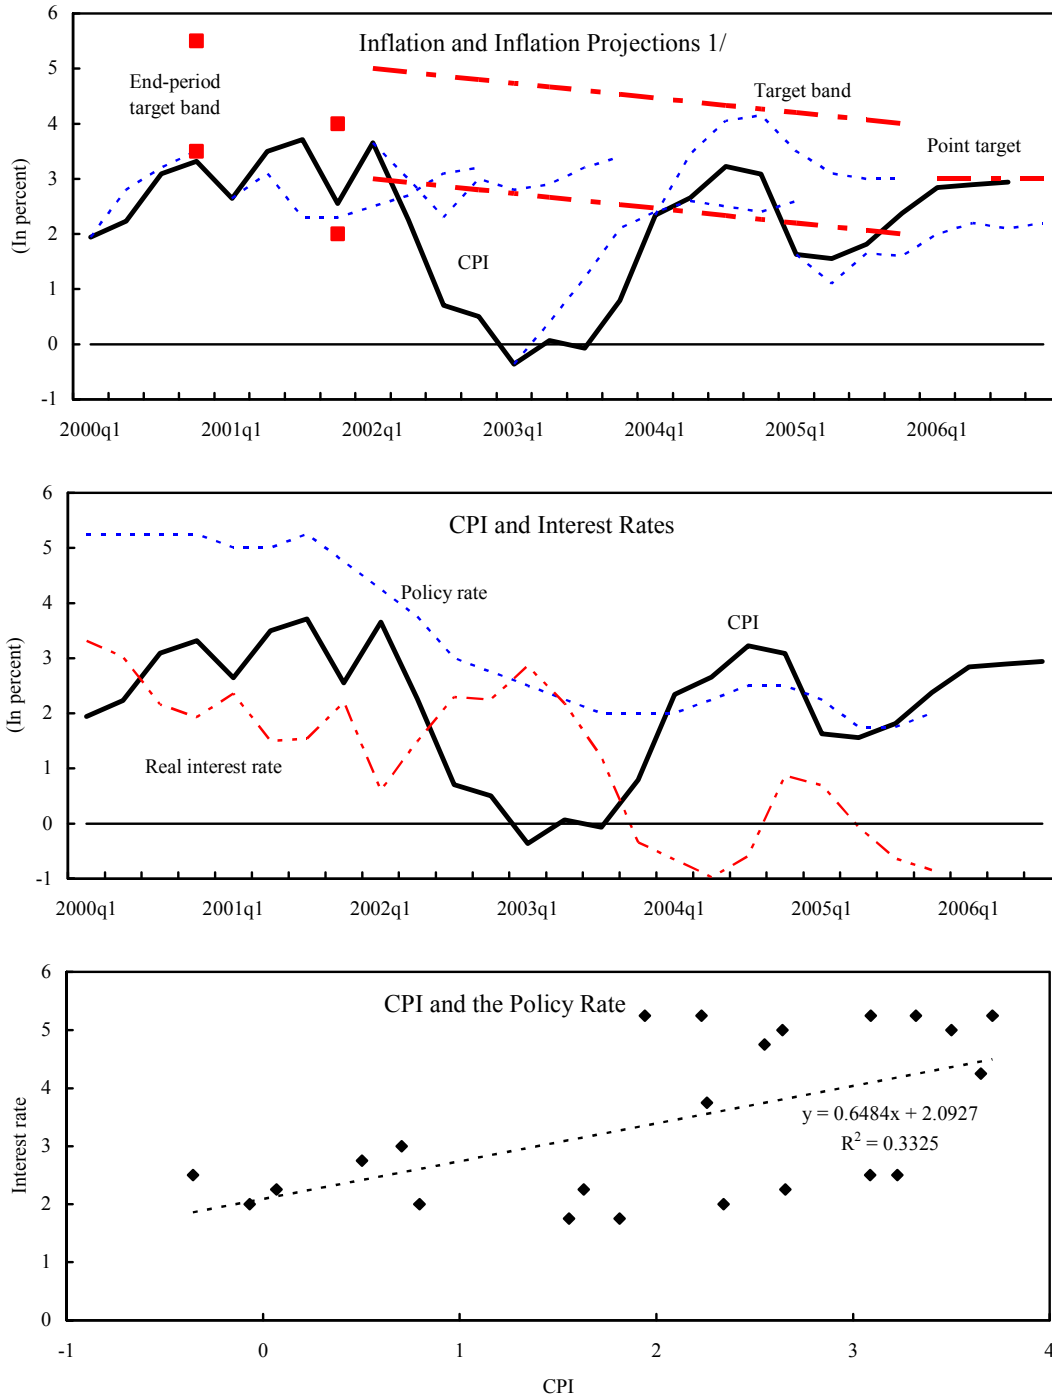 Inflation and Inflation Projections 1/
(In percent)
6
5
4
3
2
1
0
-1
End-period
target band
Target band
Point target
CPI
2000q1 2001q1 2002q1 2003q1 2004q1 2005q1 2006q1
CPI and Interest Rates
(In percent)
6
5
4
3
2
1
0
-1
Policy rate
CPI
Real interest rate
2000q1 2001q1 2002q1 2003q1 2004q1 2005q1 2006q1
CPI and the Policy Rate
Interest rate
6
5
4
3
2
1
0
y = 0.6484x + 2.0927
R² = 0.3325
-1 0 1 2 3 4
CPI